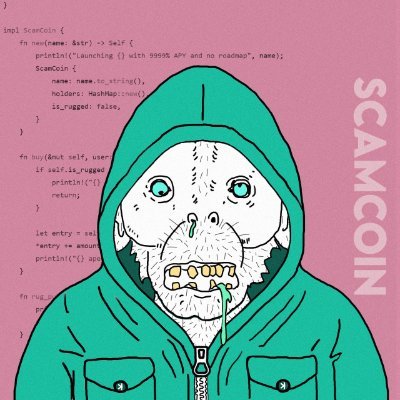 }
impl ScamCoin {
fn new(name: &str) -> Self {
println!("Launching {} with 9999% APY and no roadmap", name);
ScamCoin {
name: name.to_string(),
holders: HashMap::new()
is_rugged: false,
}
}
fn buy(&mut self, user
if self.is_rugged
println!("{}
return;
}
let entry = sel
*entry += amount
println!("{} ape
}
fn rug_
pr
}
SCAMCOIN
K
K